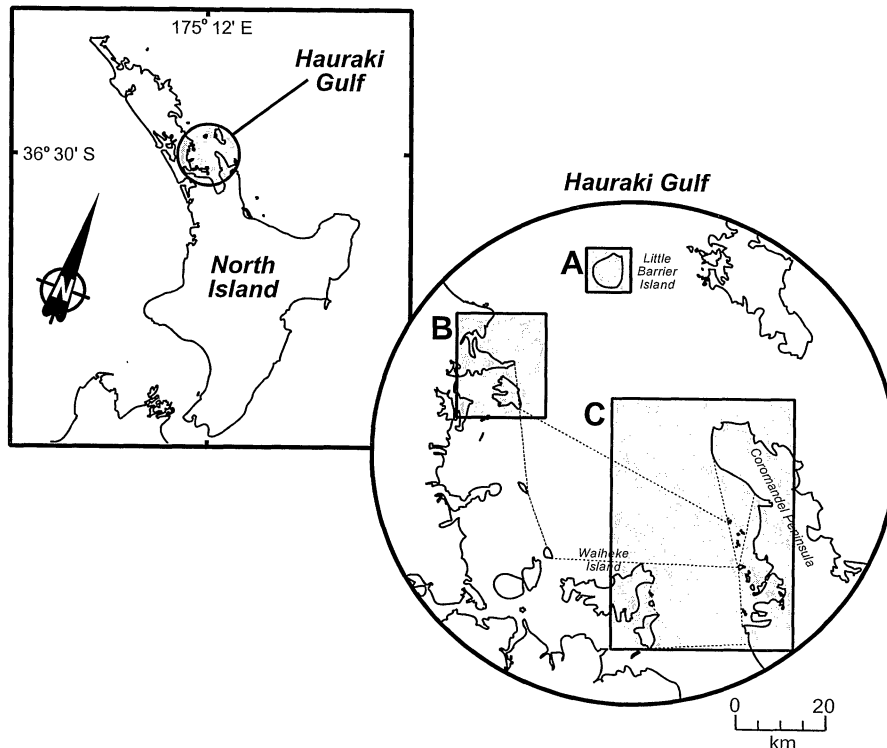 175° 12' E
Hauraki
Gulf
36° 30' S
North
Island
N
Hauraki Gulf
A
Little
Barrier
Island
B
C
Coromandel Peninsula
Waiheke
Island
0
20
km